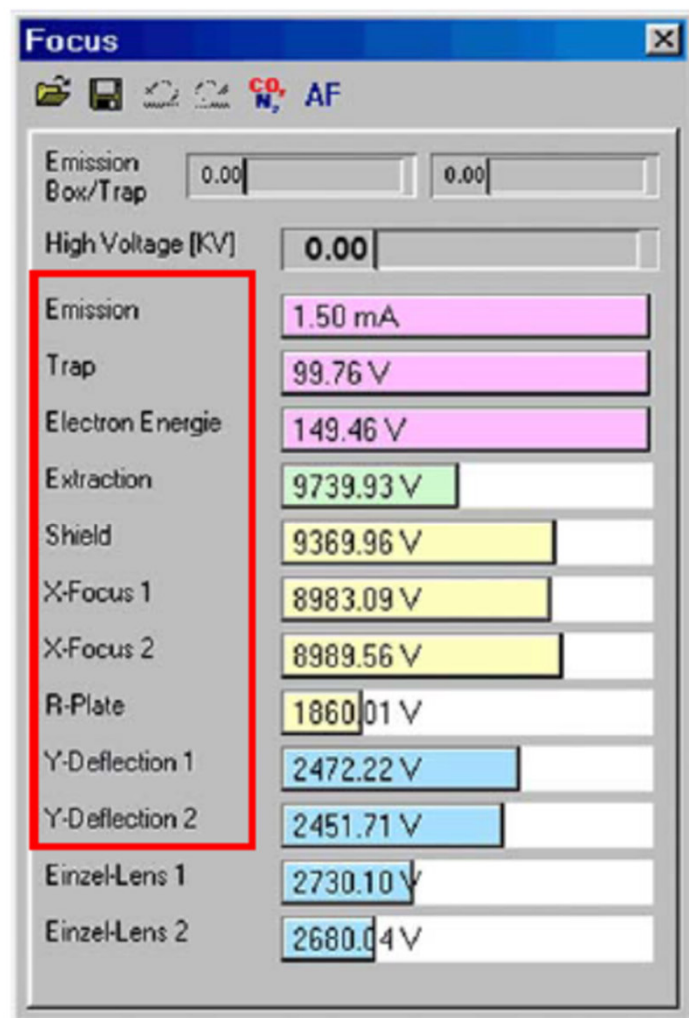 Focus
CO₂ AF
N₂
Emission 0.00 0.00
Box/Trap
High Voltage [KV] 0.00
Emission 1.50 mA
Trap 99.76 V
Electron Energie 149.46 V
Extraction 9739.93 V
Shield 9369.96 V
X-Focus 1 8983.09 V
X-Focus 2 8989.56 V
R-Plate 1860.01 V
Y-Deflection 1 2472.22 V
Y-Deflection 2 2451.71 V
Einzel-Lens 1 2730.10 V
Einzel-Lens 2 2680.04 V